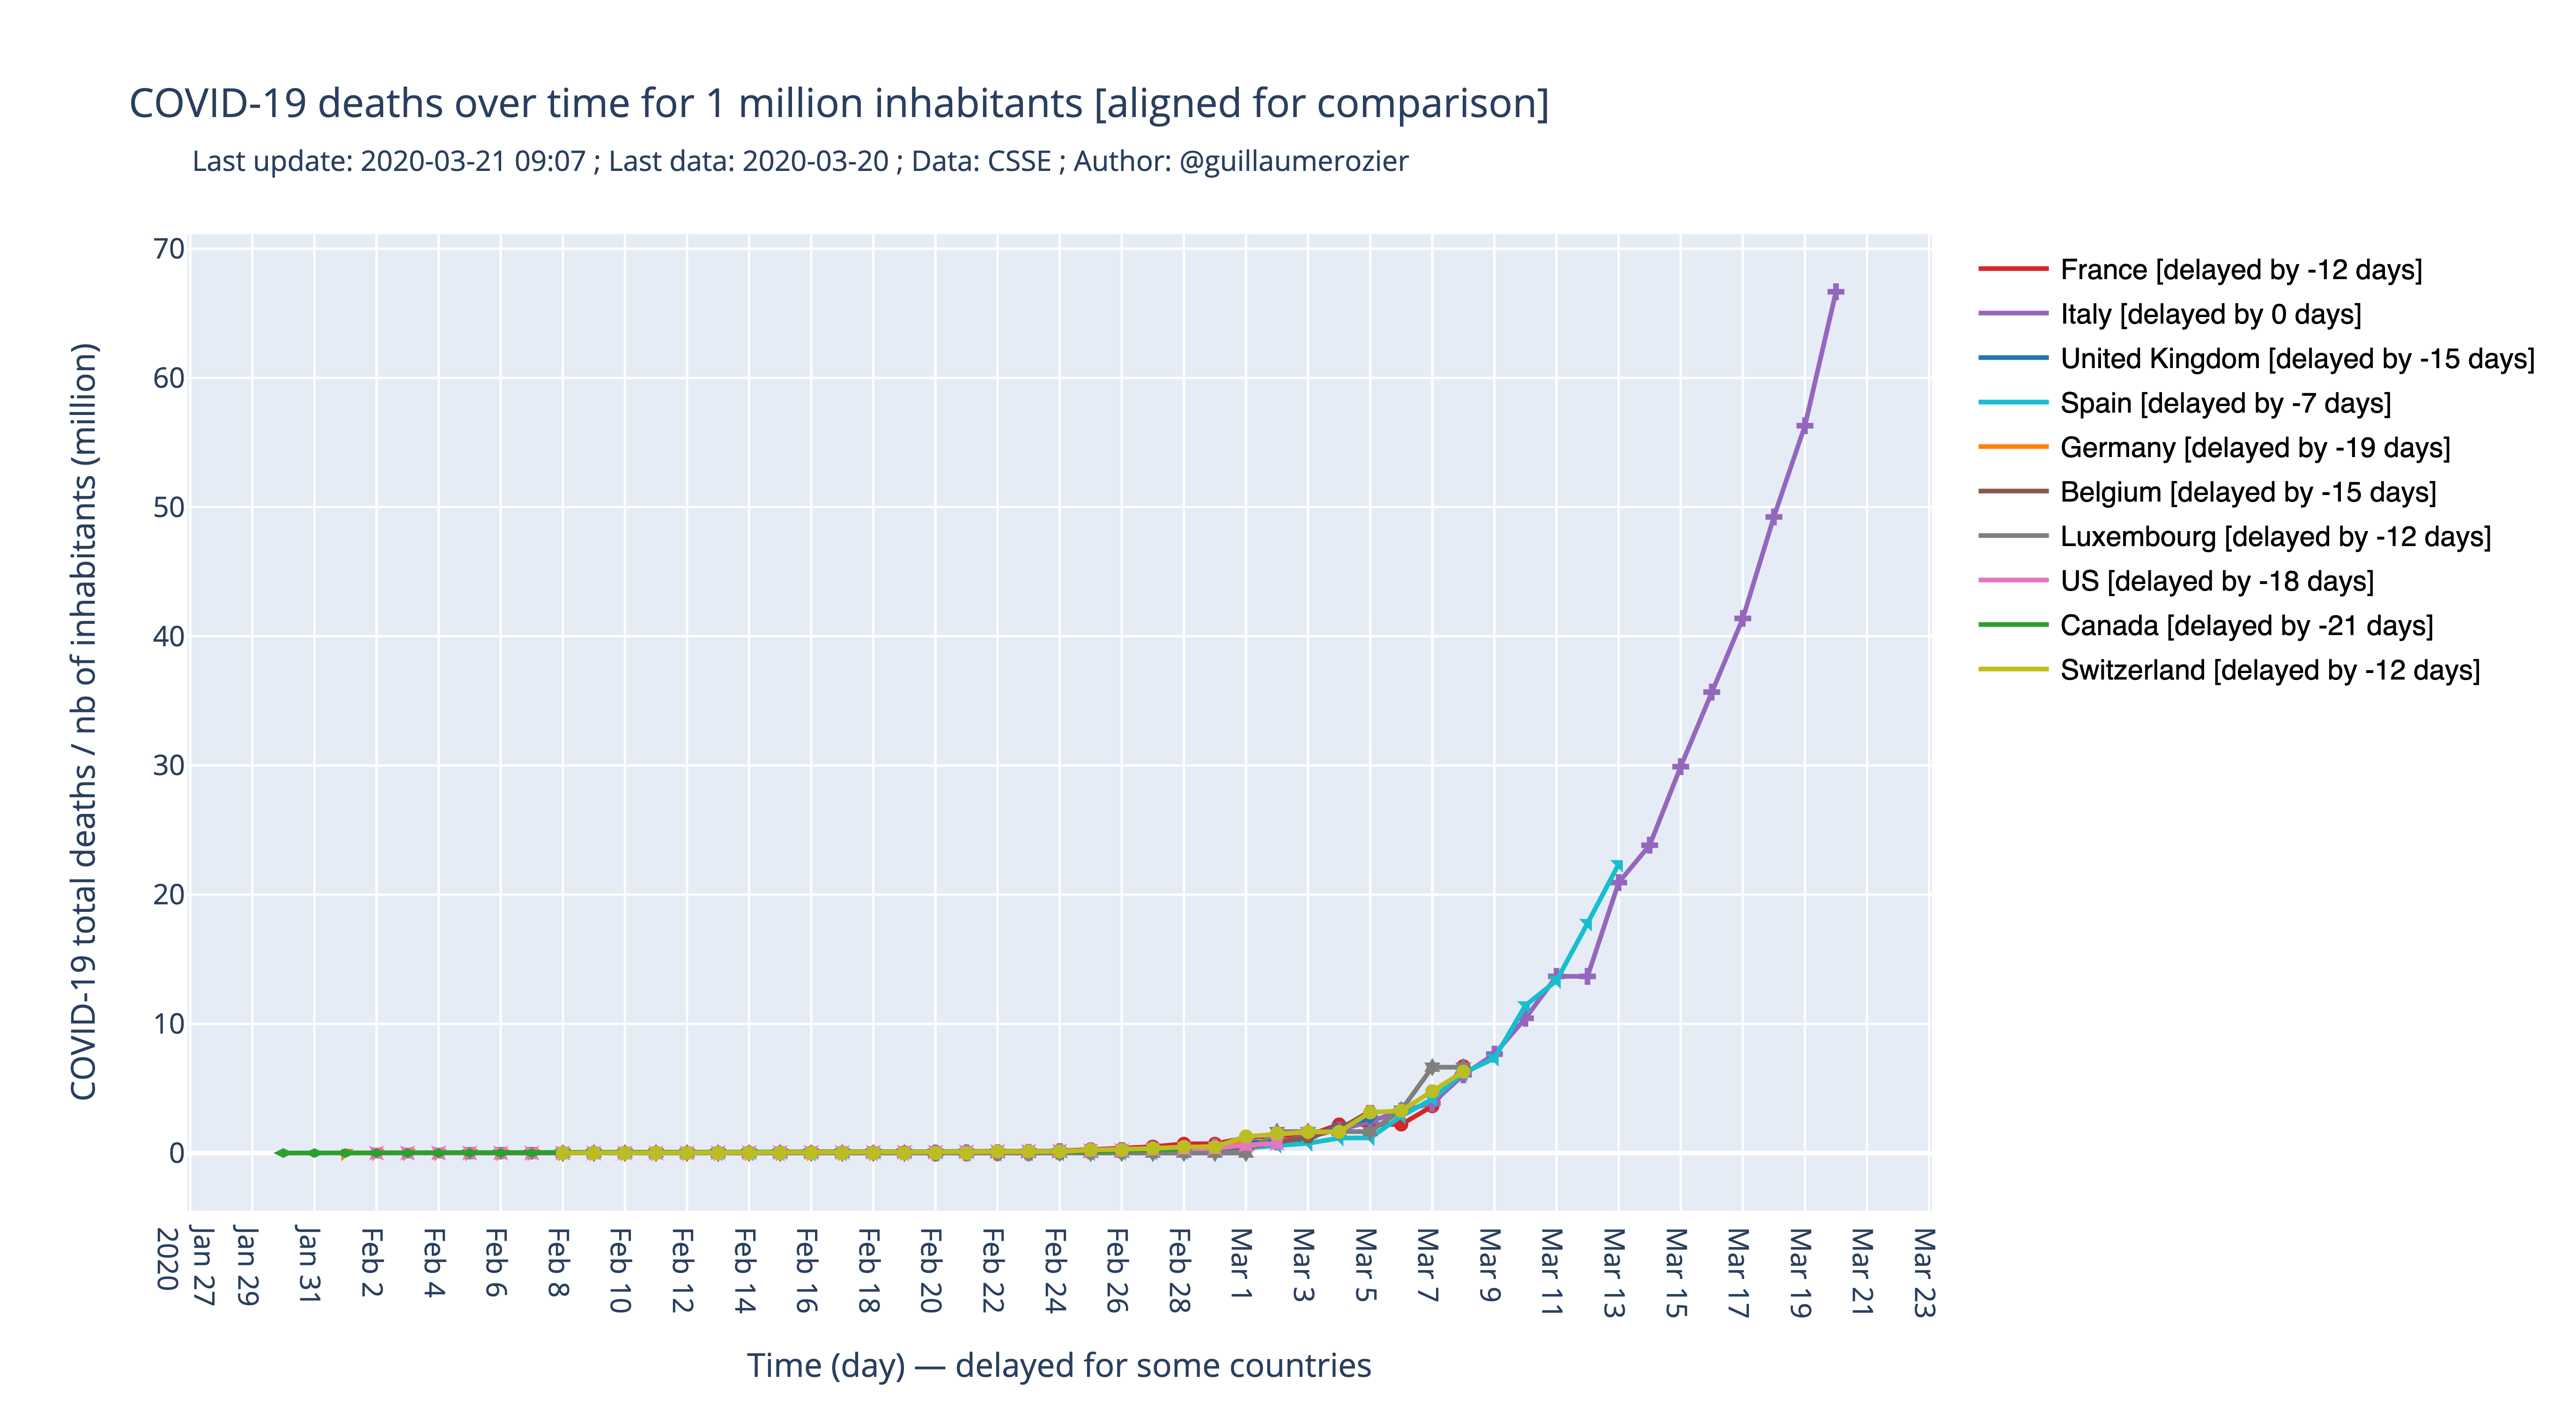 COVID-19 deaths over time for 1 million inhabitants [aligned for comparison]
Last update: 2020-03-21 09:07 ; Last data: 2020-03-20 ; Data: CSSE ; Author: @guillaumerozier
COVID-19 total deaths / nb of inhabitants (million)
70
60
50
40
30
20
10
0
Jan 27
2020
Jan 29
Jan 31
Feb 2
Feb 4
Feb 6
Feb 8
Feb 10
Feb 12
Feb 14
Feb 16
Feb 18
Feb 20
Feb 22
Feb 24
Feb 26
Feb 28
Mar 1
Mar 3
Mar 5
Mar 7
Mar 9
Mar 11
Mar 13
Mar 15
Mar 17
Mar 19
Mar 21
Mar 23
Time (day) — delayed for some countries
France [delayed by -12 days]
Italy [delayed by 0 days]
United Kingdom [delayed by -15 days]
Spain [delayed by -7 days]
Germany [delayed by -19 days]
Belgium [delayed by -15 days]
Luxembourg [delayed by -12 days]
US [delayed by -18 days]
Canada [delayed by -21 days]
Switzerland [delayed by -12 days]